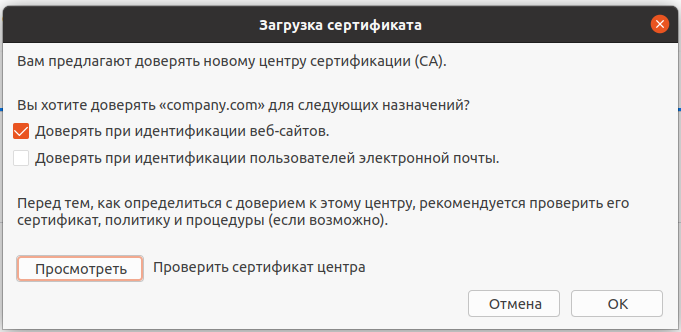 Загрузка сертификата
Вам предлагают доверять новому центру сертификации (CA).
Вы хотите доверять «company.com» для следующих назначений?
Доверять при идентификации веб-сайтов.
Доверять при идентификации пользователей электронной почты.
Перед тем, как определиться с доверием к этому центру, рекомендуется проверить его
сертификат, политику и процедуры (если возможно).
Просмотреть Проверить сертификат центра
Отмена OK